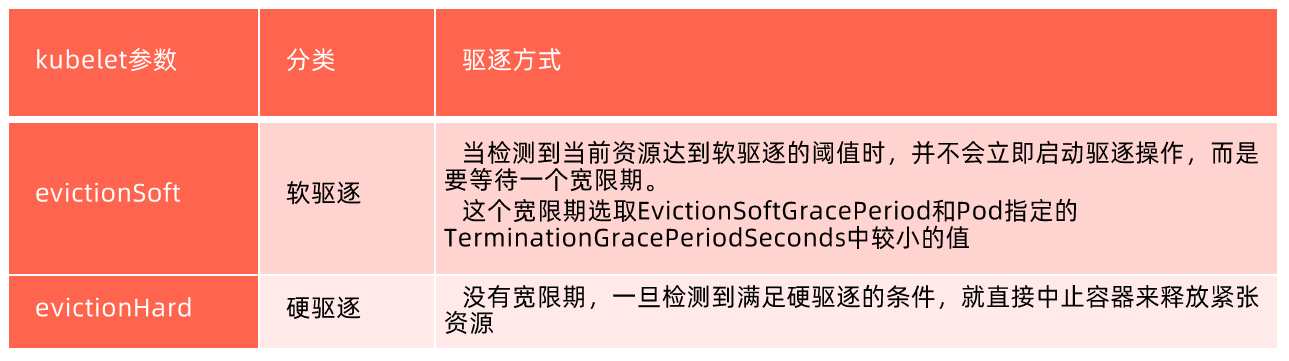 kubelet参数
分类
驱逐方式
evictionSoft
软驱逐
当检测到当前资源达到软驱逐的阈值时，并不会立即启动驱逐操作，而是
要等待一个宽限期。
这个宽限期选取EvictionSoftGracePeriod和Pod指定的
TerminationGracePeriodSeconds中较小的值
evictionHard
硬驱逐
没有宽限期，一旦检测到满足硬驱逐的条件，就直接中止容器来释放紧张
资源